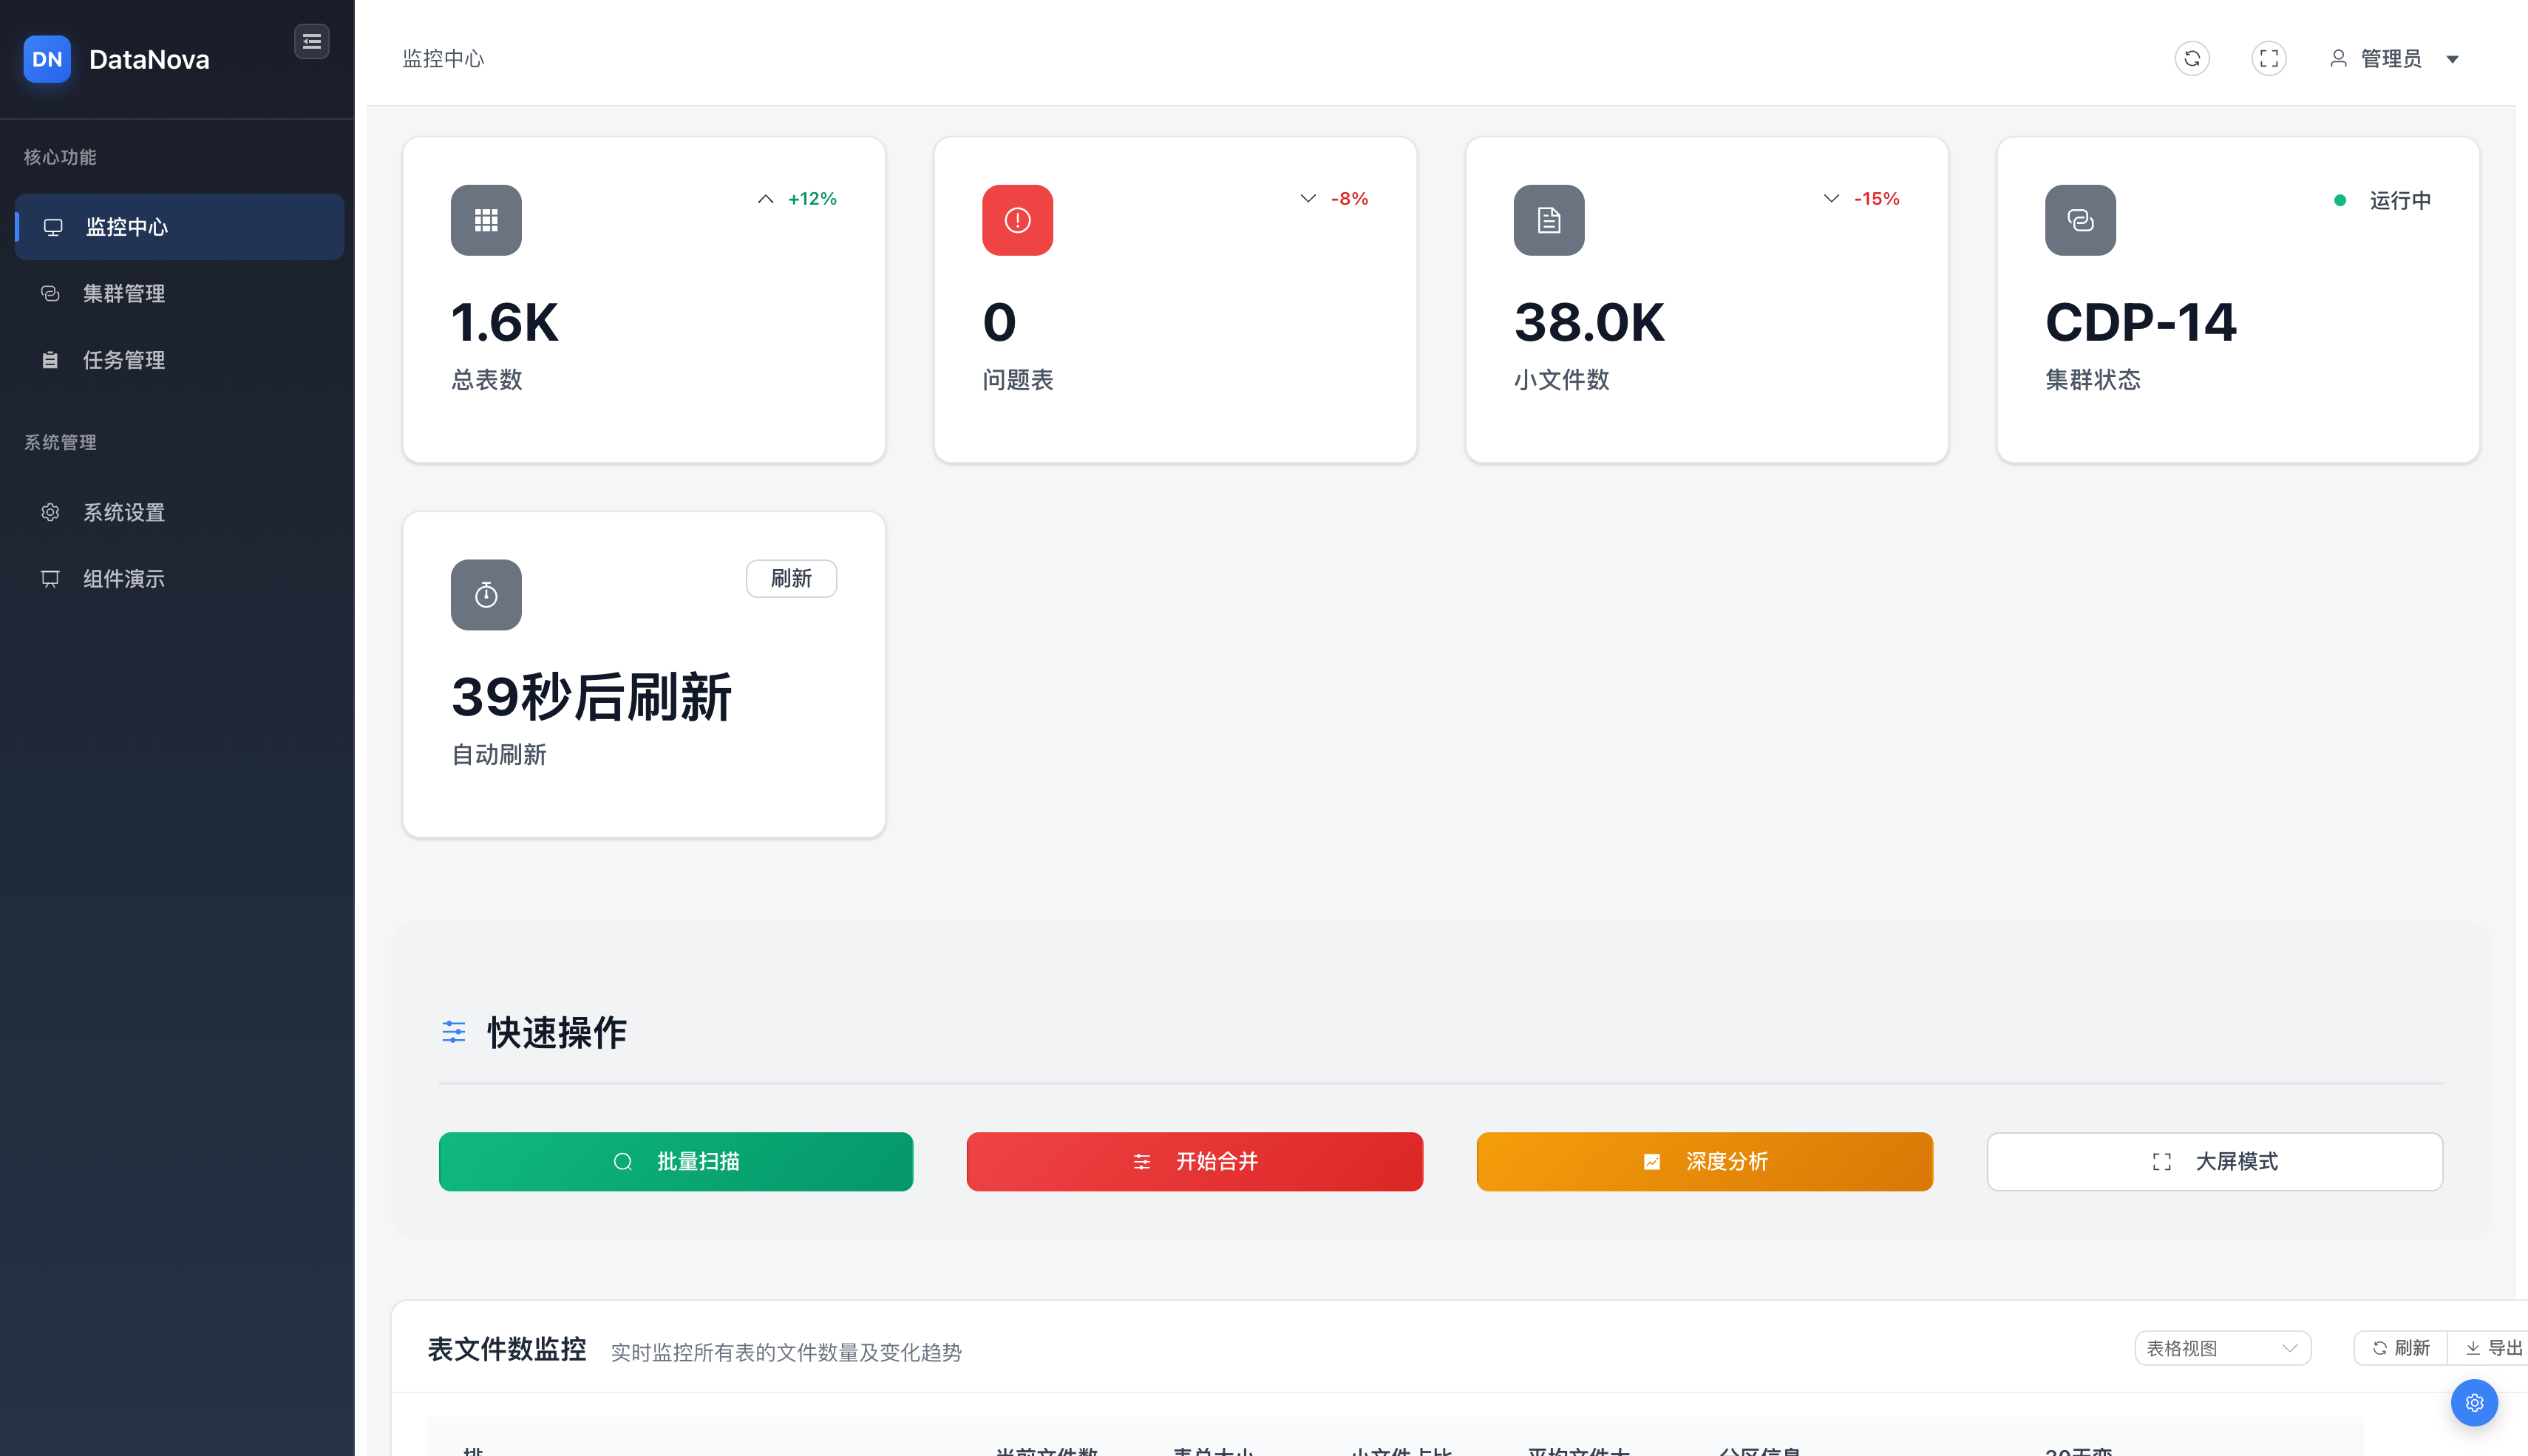 DN DataNova
核心功能
监控中心
集群管理
任务管理
系统管理
系统设置
组件演示
监控中心
管理员
+12%
1.6K
总表数
-8%
0
问题表
-15%
38.0K
小文件数
运行中
CDP-14
集群状态
刷新
39秒后刷新
自动刷新
快速操作
批量扫描
开始合并
深度分析
大屏模式
表文件数监控 实时监控所有表的文件数量及变化趋势
表格视图
刷新
导出